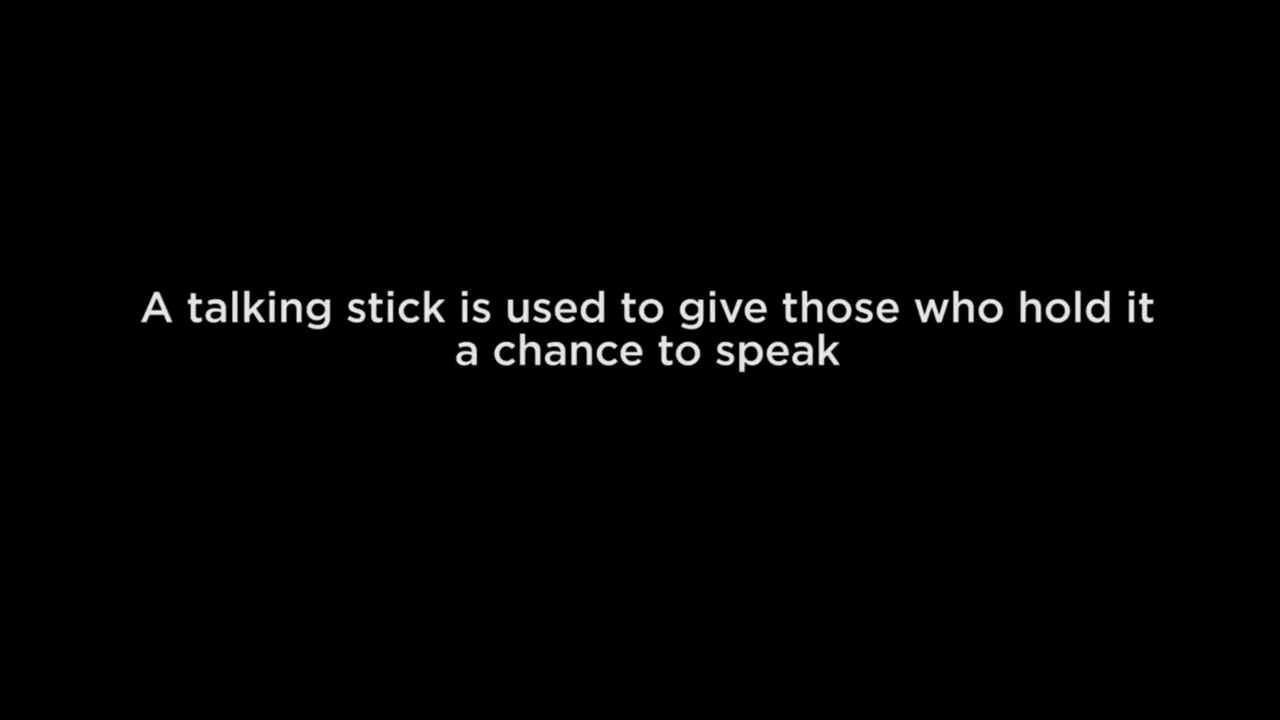 A talking stick is used to give those who hold it
a chance to speak